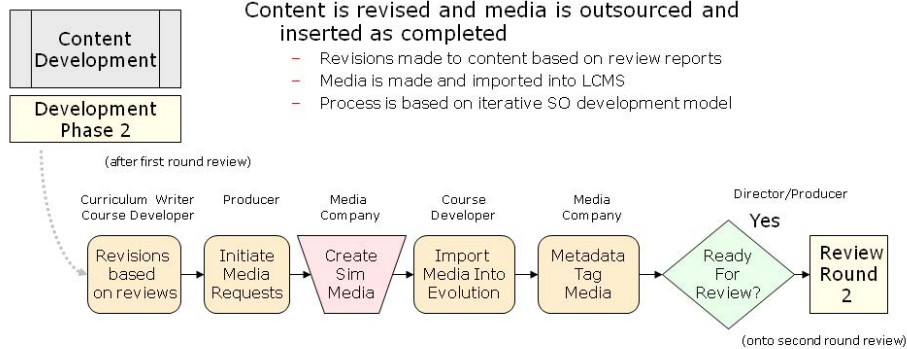 Content is revised and media is outsourced and
inserted as completed
– Revisions made to content based on review reports
– Media is made and imported into LCMS
– Process is based on iterative SO development model
Content
Development
Development
Phase 2
(after first round review)
Curriculum Writer
Course Developer
Producer
Media
Company
Course
Developer
Media
Company
Director/Producer
Yes
Revisions
based
on reviews
Initiate
Media
Requests
Create
Sim
Media
Import
Media Into
Evolution
Metadata
Tag
Media
Ready
For
Review?
Review
Round
2
(onto second round review)